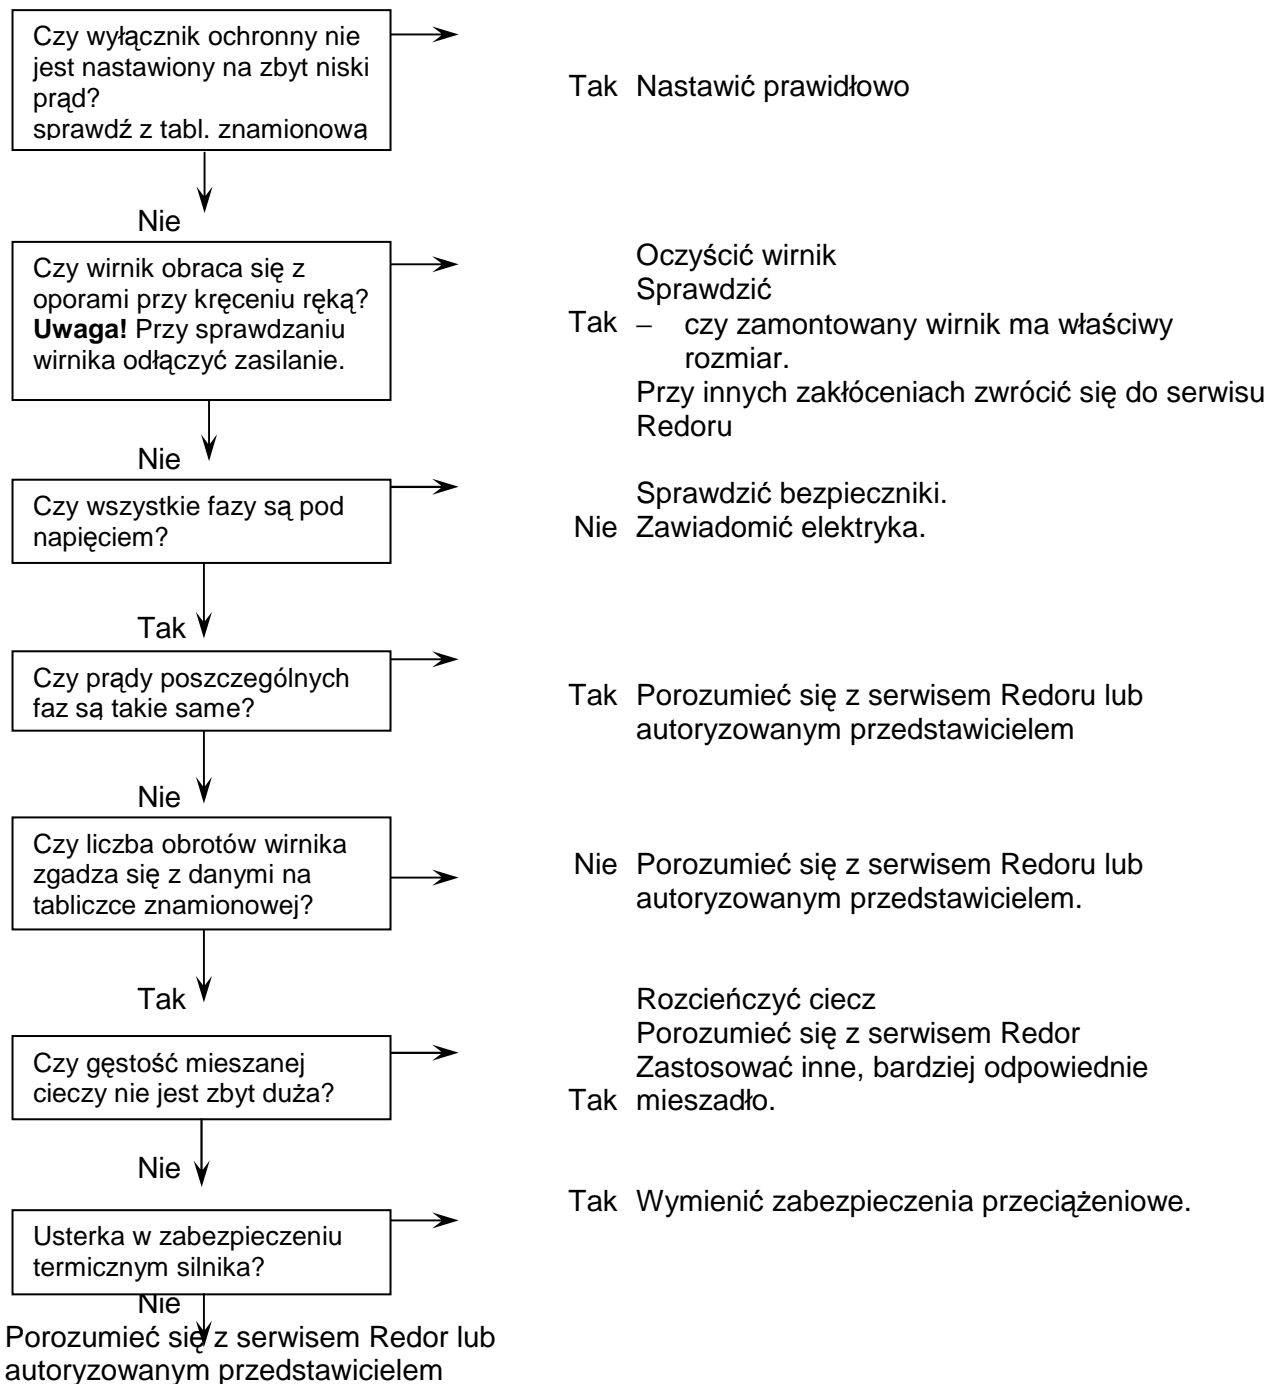 Czy wyłącznik ochronny nie
jest nastawiony na zbyt niski
prąd?
sprawdź z tabl. znamionową
Tak Nastawić prawidłowo
Nie
Czy wirnik obraca się z
oporami przy kręceniu ręką?
Uwaga! Przy sprawdzaniu
wirnika odłączyć zasilanie.
Oczyścić wirnik
Sprawdzić
Tak – czy zamontowany wirnik ma właściwy
rozmiar.
Przy innych zakłóceniach zwrócić się do serwisu
Redoru
Nie
Czy wszystkie fazy są pod
napięciem?
Sprawdzić bezpieczniki.
Nie Zawiadomić elektryka.
Tak
Czy prądy poszczególnych
faz są takie same?
Tak Porozumieć się z serwisem Redoru lub
autoryzowanym przedstawicielem
Nie
Czy liczba obrotów wirnika
zgadza się z danymi na
tabliczce znamionowej?
Nie Porozumieć się z serwisem Redoru lub
autoryzowanym przedstawicielem.
Tak
Czy gęstość mieszanej
cieczy nie jest zbyt duża?
Rozcieńczyć ciecz
Porozumieć się z serwisem Redor
Zastosować inne, bardziej odpowiednie
Tak mieszadło.
Nie
Usterka w zabezpieczeniu
termicznym silnika?
Tak Wymienić zabezpieczenia przeciążeniowe.
Nie
Porozumieć się z serwisem Redor lub
autoryzowanym przedstawicielem